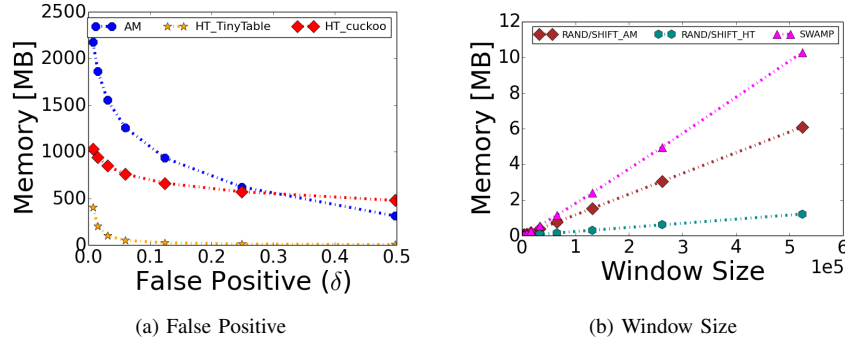 AM HT_TinyTable HT_cuckoo
2500
2000
1500
1000
500
0
0.0 0.1 0.2 0.3 0.4 0.5
Memory [MB]
False Positive (δ)
(a) False Positive
RAND/SHIFT_AM RAND/SHIFT_HT SWAMP
12
10
8
6
4
2
0
0 1 2 3 4 5 6
1e5
Memory [MB]
Window Size
(b) Window Size